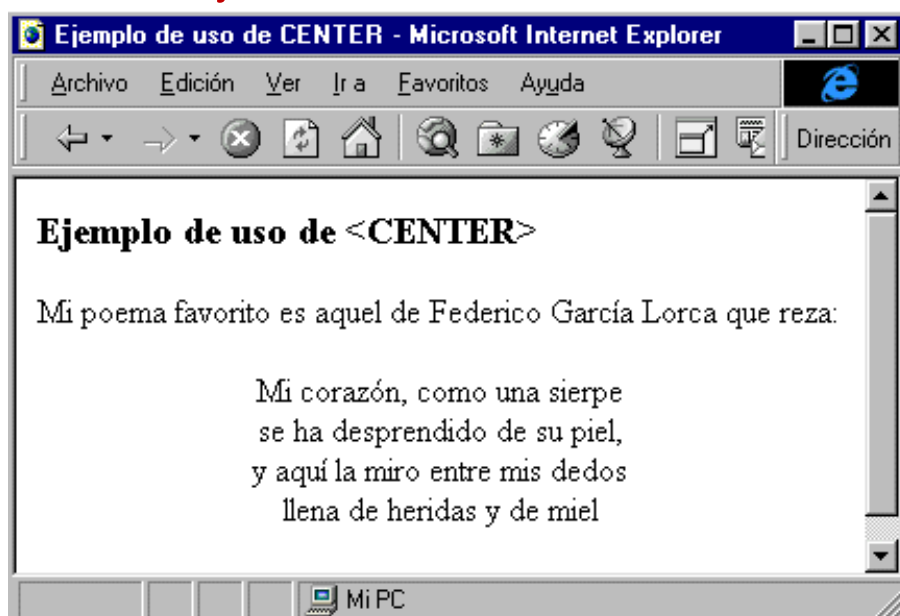 Ejemplo de uso de CENTER - Microsoft Internet Explorer
Archivo Edición Ver Ir a Favoritos Ayuda
Dirección
Ejemplo de uso de <CENTER>
Mi poema favorito es aquel de Federico García Lorca que reza:
Mi corazón, como una sierpe
se ha desprendido de su piel,
y aquí la miro entre mis dedos
llena de heridas y de miel
Mi PC